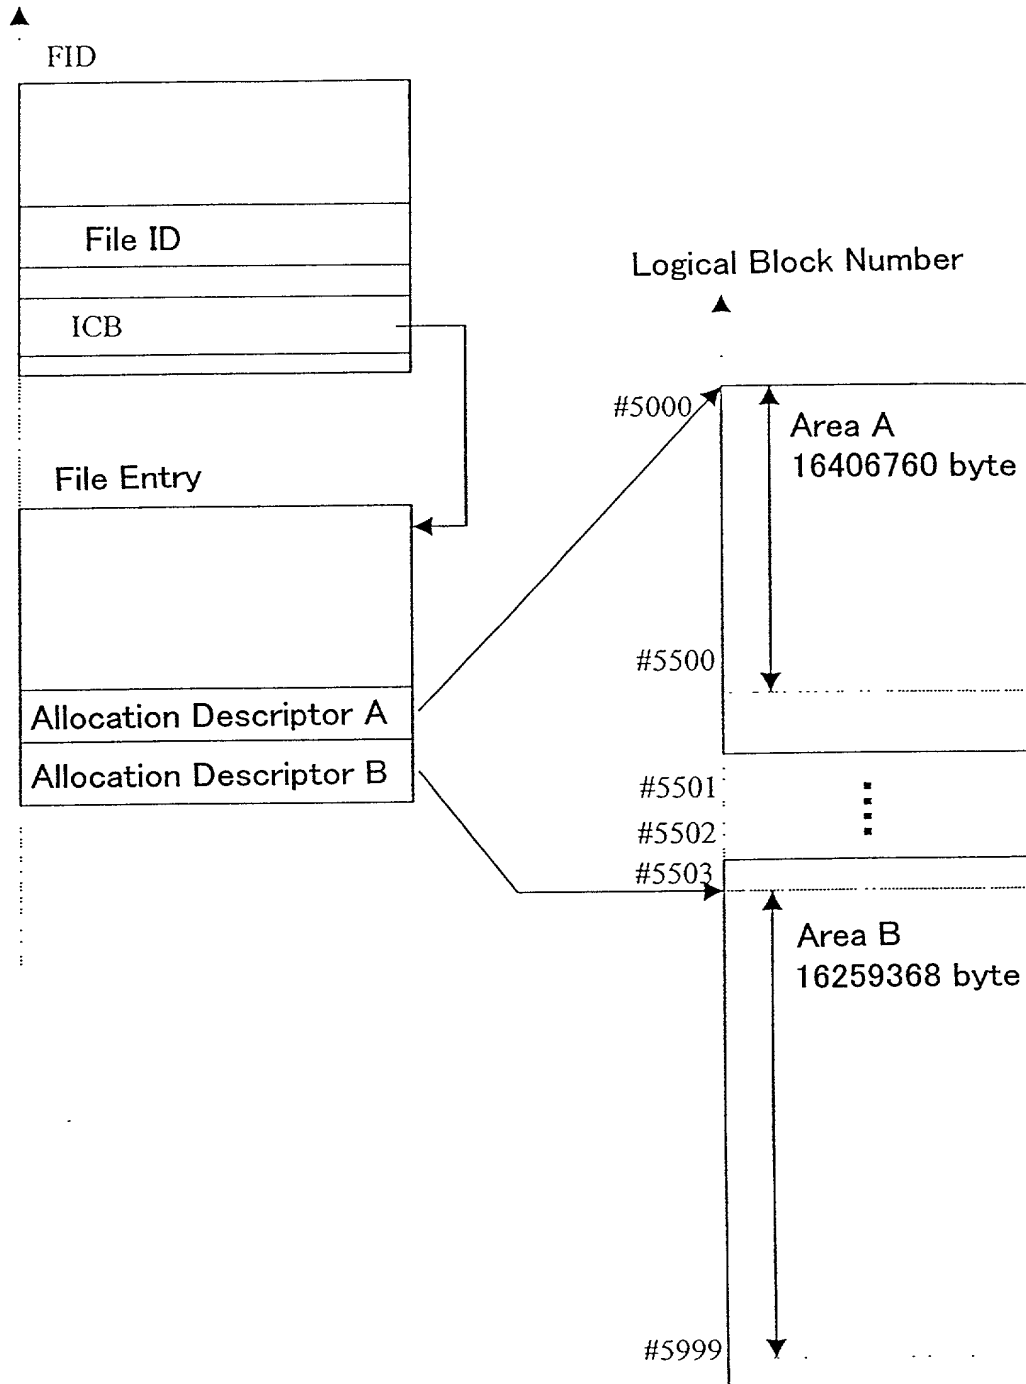 FID
File ID
ICB
File Entry
Allocation Descriptor A
Allocation Descriptor B
Logical Block Number
#5000
Area A
16406760 byte
#5500
#5501
#5502
#5503
Area B
16259368 byte
#5999